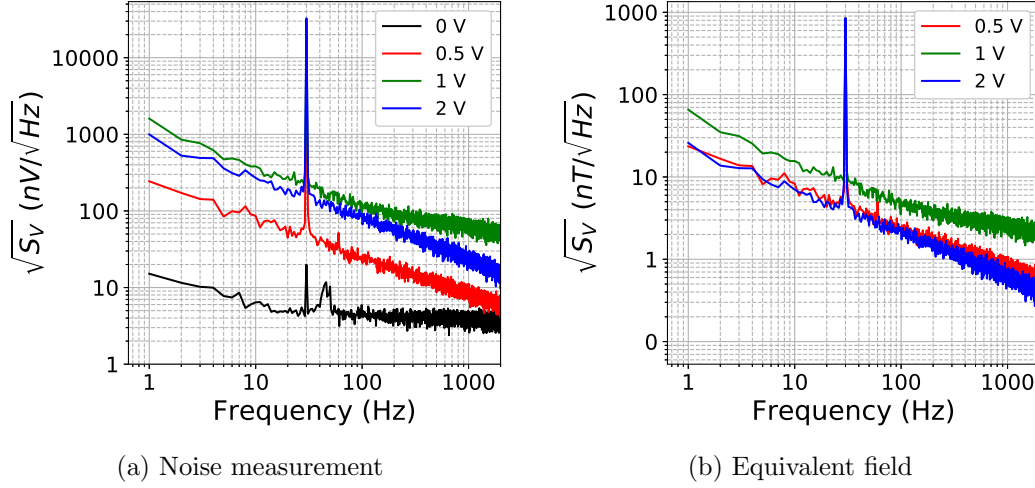 0 V
0.5 V
1 V
2 V
10000
1000
100
10
1
√S_V (nV/√Hz)
1 10 100 1000
Frequency (Hz)
(a) Noise measurement
0.5 V
1 V
2 V
1000
100
10
1
0
√S_V (nT/√Hz)
1 10 100 1000
Frequency (Hz)
(b) Equivalent field